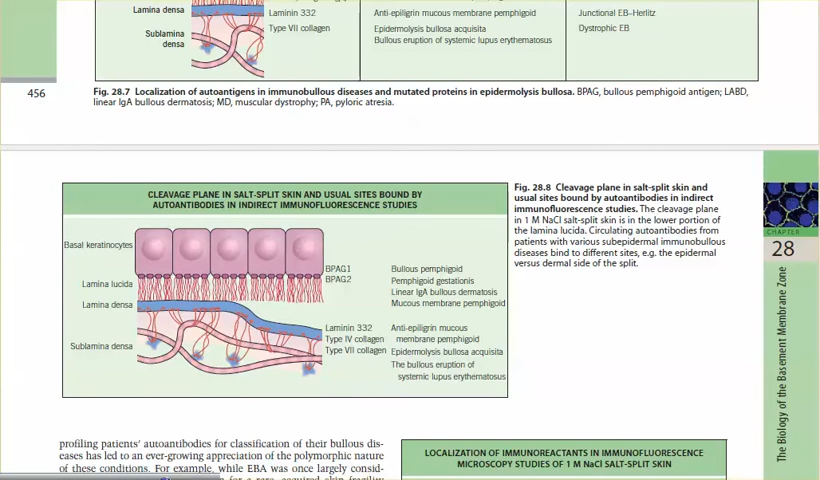 Lamina densa
Laminin 332
Anti-epiligrin mucous membrane pemphigoid
Junctional EB–Herlitz
Sublamina
densa
Type VII collagen
Epidermolysis bullosa acquisita
Bullous eruption of systemic lupus erythematosus
Dystrophic EB
456
Fig. 28.7 Localization of autoantigens in immunobullous diseases and mutated proteins in epidermolysis bullosa. BPAG, bullous pemphigoid antigen; LABD,
linear IgA bullous dermatosis; MD, muscular dystrophy; PA, pyloric atresia.
CLEAVAGE PLANE IN SALT-SPLIT SKIN AND USUAL SITES BOUND BY
AUTOANTIBODIES IN INDIRECT IMMUNOFLUORESCENCE STUDIES
Basal keratinocytes
Lamina lucida
Lamina densa
Sublamina densa
BPAG1
BPAG2
Bullous pemphigoid
Pemphigoid gestationis
Linear IgA bullous dermatosis
Mucous membrane pemphigoid
Laminin 332
Type IV collagen
Type VII collagen
Anti-epiligrin mucous
membrane pemphigoid
Epidermolysis bullosa acquisita
The bullous eruption of
systemic lupus erythematosus
Fig. 28.8 Cleavage plane in salt-split skin and
usual sites bound by autoantibodies in indirect
immunofluorescence studies. The cleavage plane
in 1 M NaCl salt-split skin is in the lower portion of
the lamina lucida. Circulating autoantibodies from
patients with various subepidermal immunobullous
diseases bind to different sites, e.g. the epidermal
versus dermal side of the split.
CHAPTER
28
The Biology of the Basement Membrane Zone
profiling patients' autoantibodies for classification of their bullous dis-
eases has led to an ever-growing appreciation of the polymorphic nature
of these conditions. For example, while EBA was once largely consid-
for a rare, acquired skin fragility
LOCALIZATION OF IMMUNOREACTANTS IN IMMUNOFLUORESCENCE
MICROSCOPY STUDIES OF 1 M NaCl SALT-SPLIT SKIN